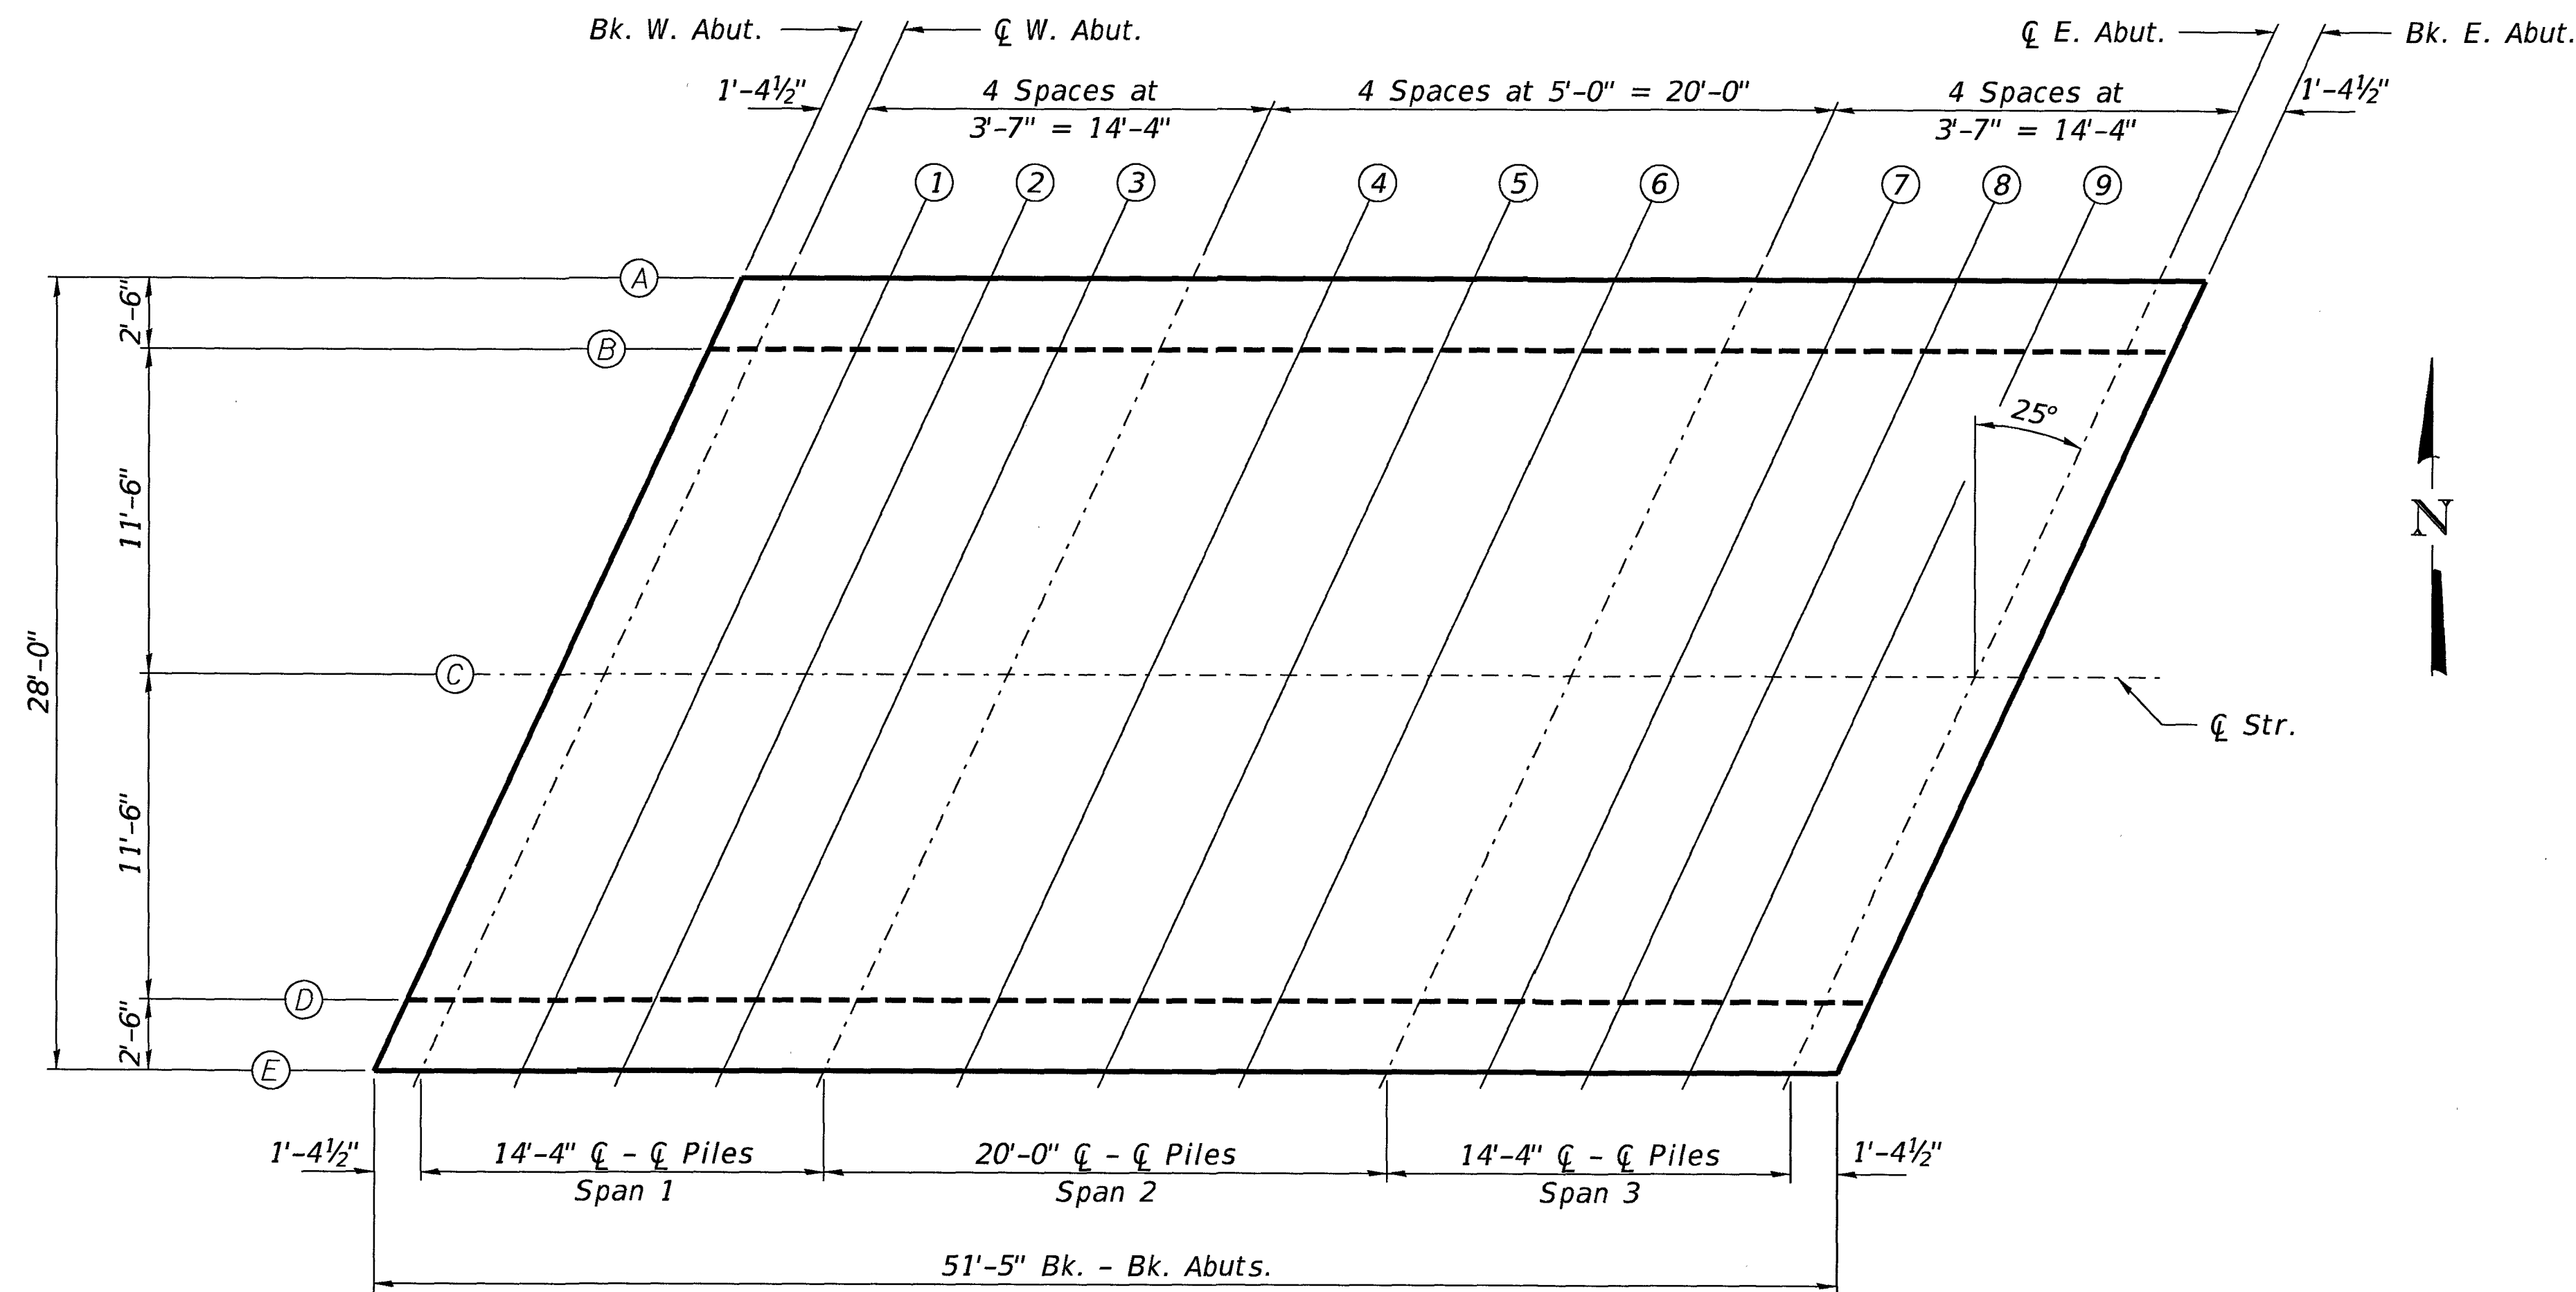 Bk. W. Abut.
℄ W. Abut.
℄ E. Abut.
Bk. E. Abut.
1'-4½"
4 Spaces at
3'-7" = 14'-4"
4 Spaces at 5'-0" = 20'-0"
4 Spaces at
3'-7" = 14'-4"
1'-4½"
1
2
3
4
5
6
7
8
9
A
2'-6"
B
25°
11'-6"
N
28'-0"
C
℄ Str.
11'-6"
D
2'-6"
E
1'-4½"
14'-4" ℄ - ℄ Piles
Span 1
20'-0" ℄ - ℄ Piles
Span 2
14'-4" ℄ - ℄ Piles
Span 3
1'-4½"
51'-5" Bk. - Bk. Abuts.